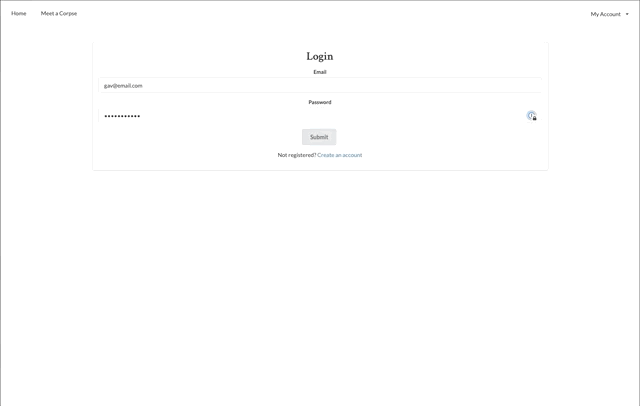 Home Meet a Corpse My Account
Login
Email
gav@email.com
Password
•••••••••••
Submit
Not registered? Create an account